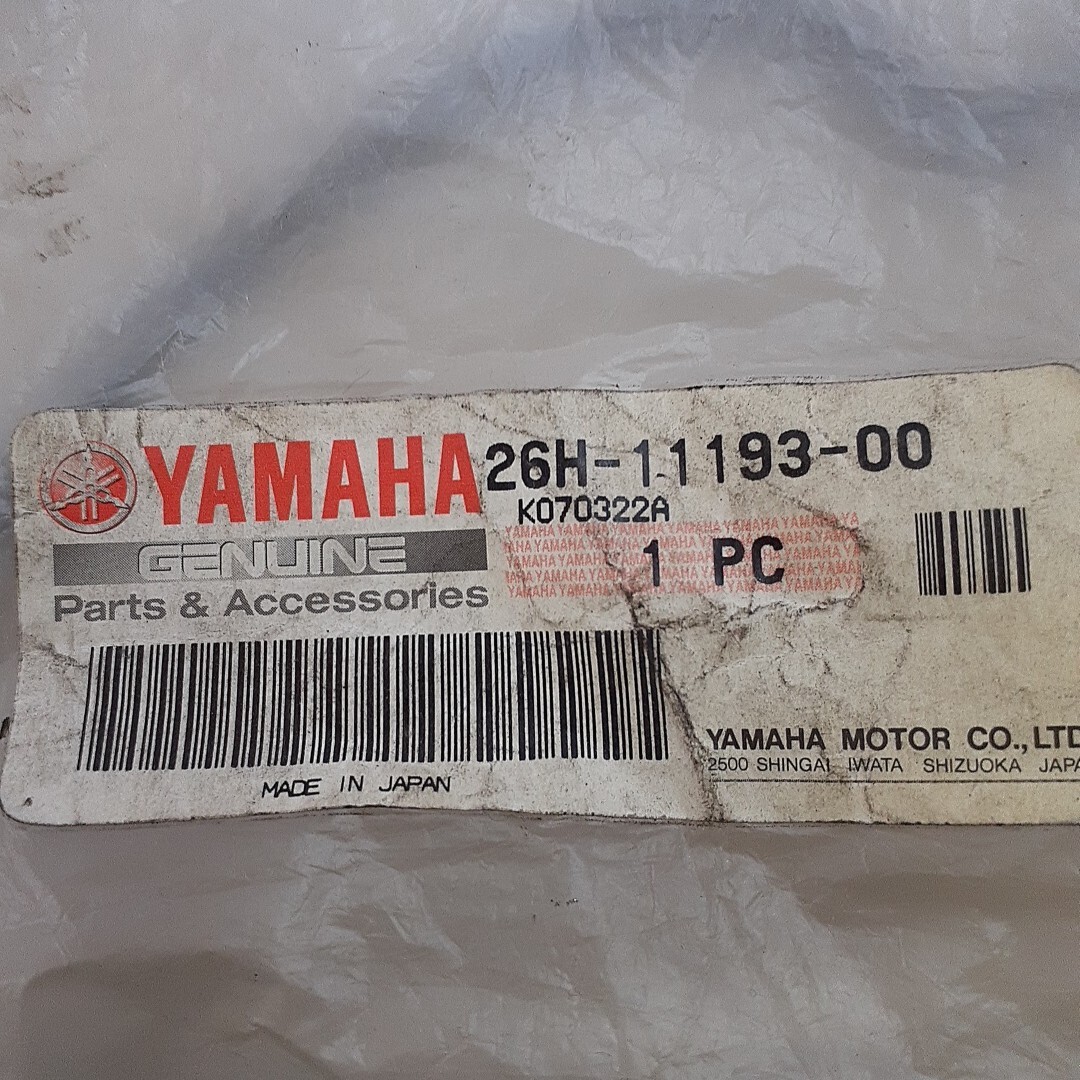 YAMAHA 26H-11193-00
K070322A
GENUINE
1 PC
Parts & Accessories
YAMAHA MOTOR CO.,LTD
2500 SHINGAI IWATA SHIZUOKA JAPA
MADE IN JAPAN